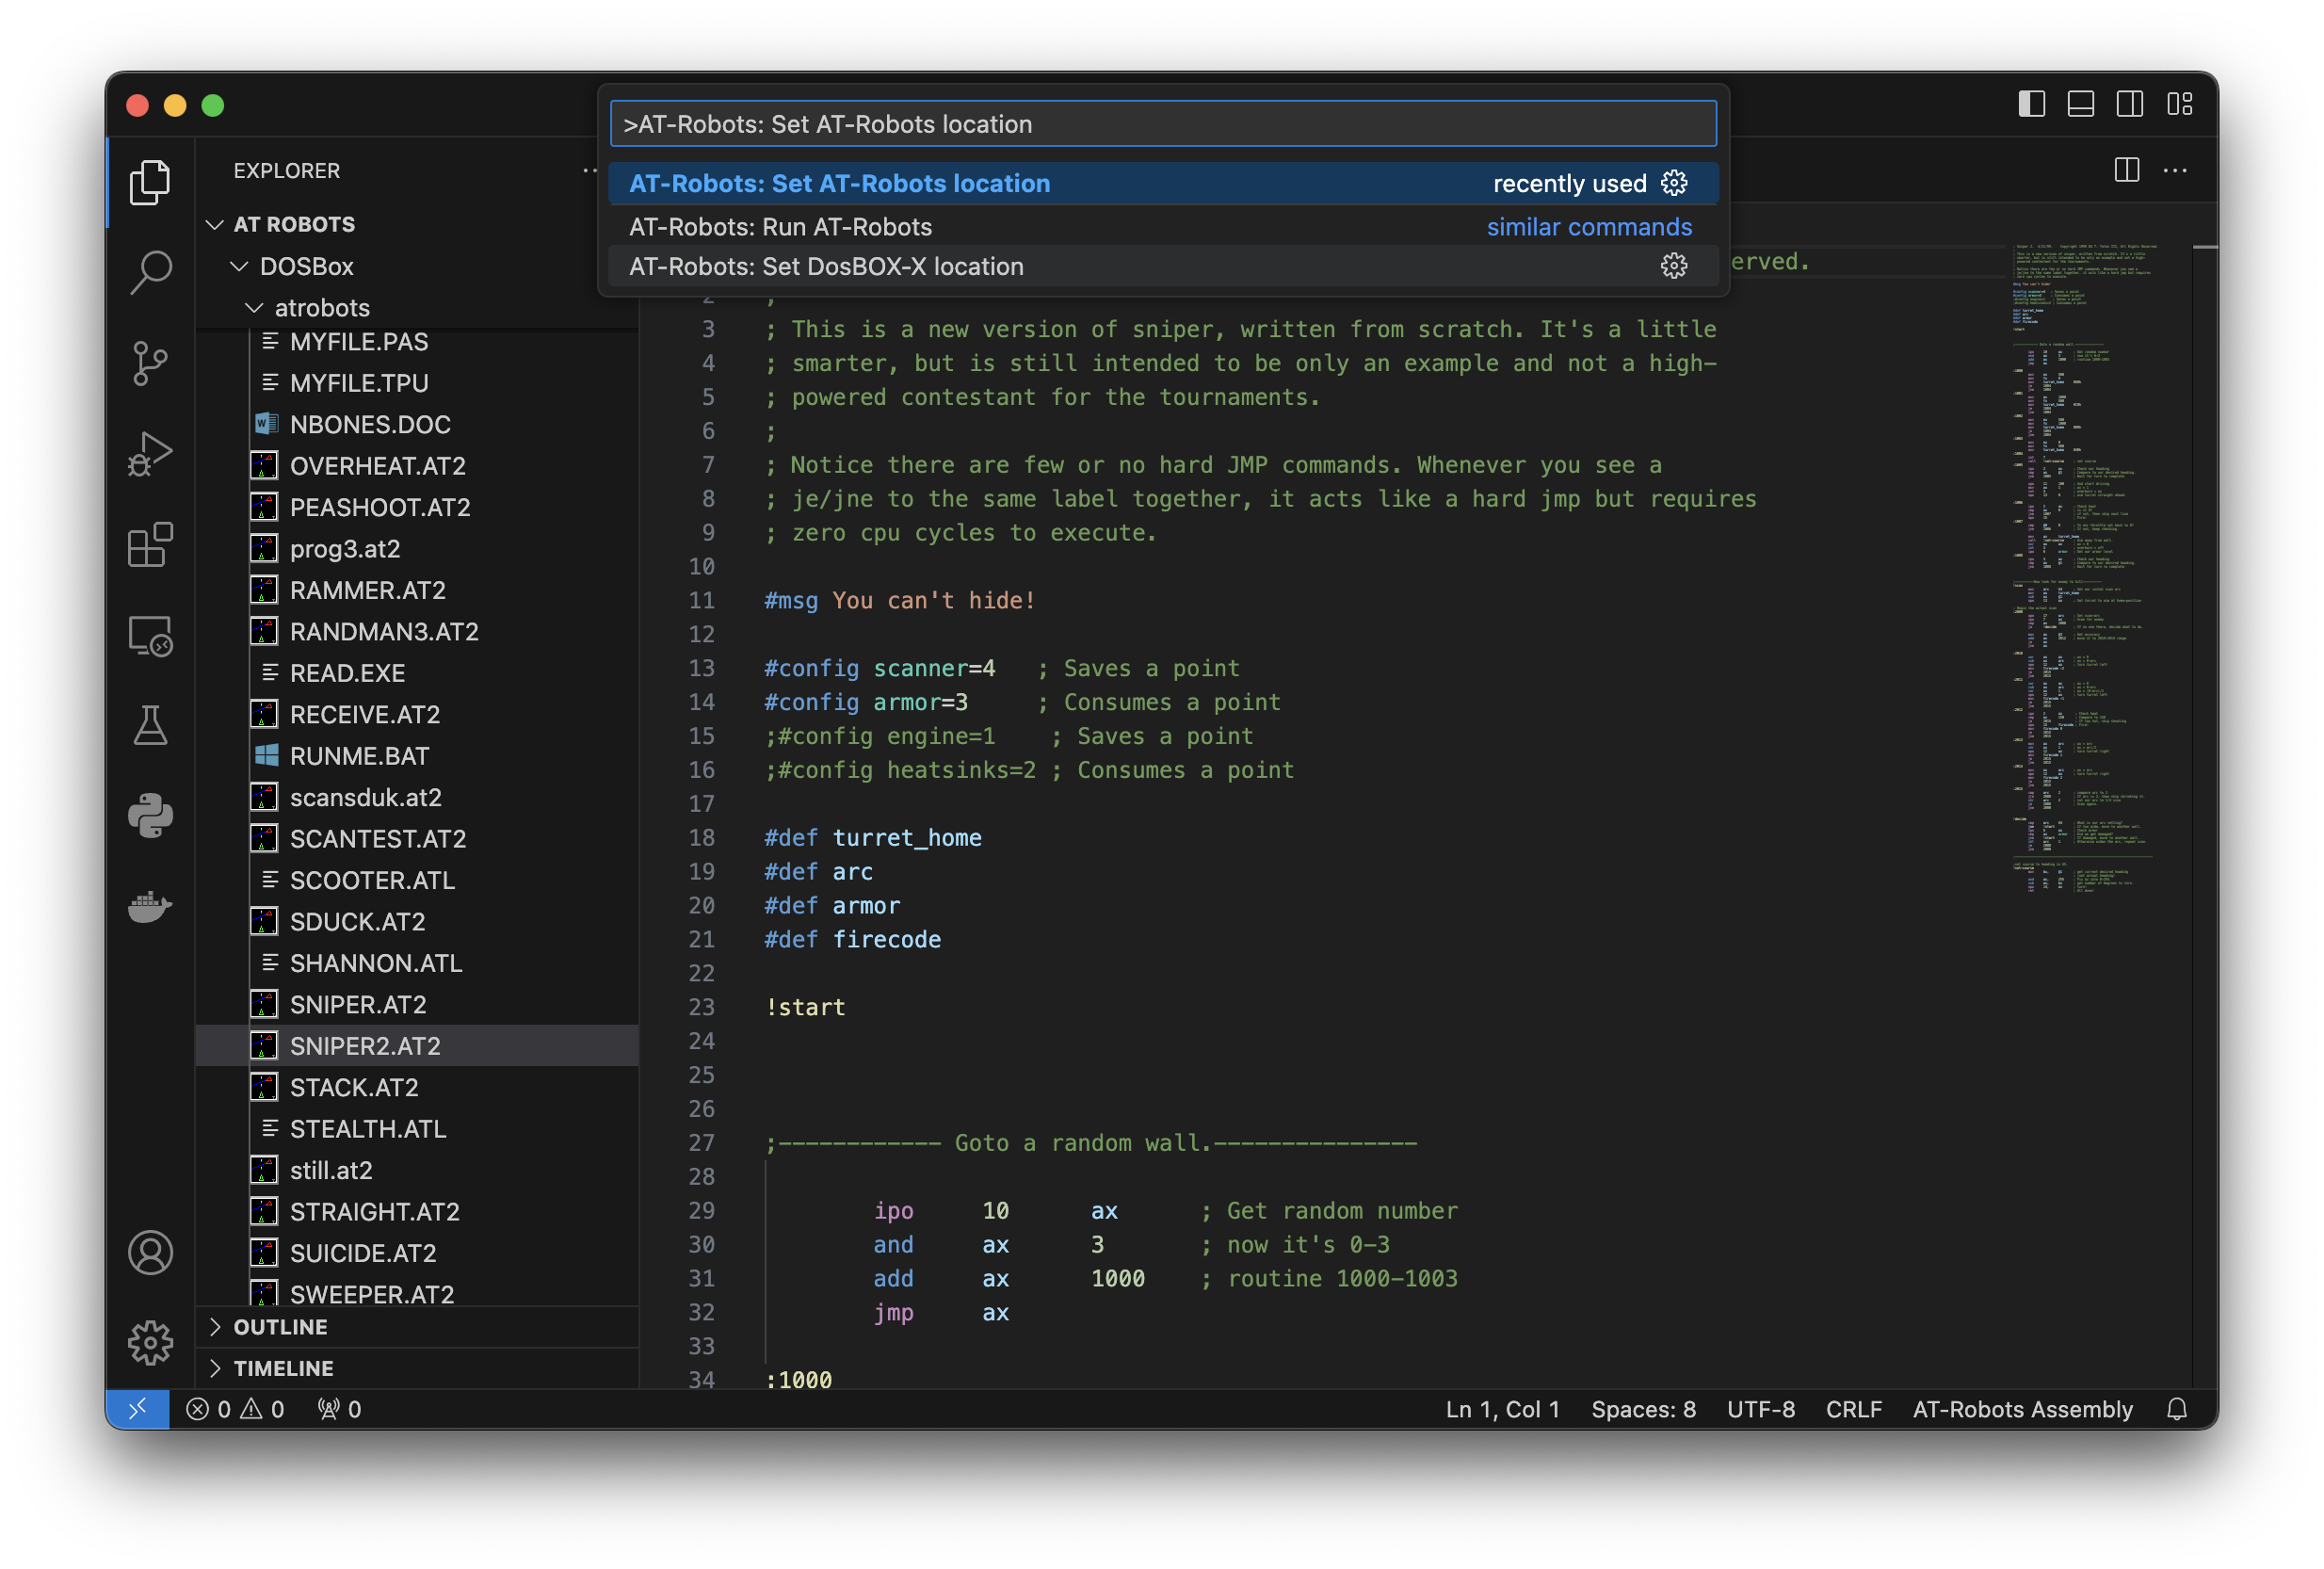 >AT-Robots: Set AT-Robots location
AT-Robots: Set AT-Robots location recently used
AT-Robots: Run AT-Robots similar commands
AT-Robots: Set DosBOX-X location
EXPLORER
AT ROBOTS
DOSBox
atrobots
MYFILE.PAS
MYFILE.TPU
NBONES.DOC
OVERHEAT.AT2
PEASHOOT.AT2
prog3.at2
RAMMER.AT2
RANDMAN3.AT2
READ.EXE
RECEIVE.AT2
RUNME.BAT
scansduk.at2
SCANTEST.AT2
SCOOTER.ATL
SDUCK.AT2
SHANNON.ATL
SNIPER.AT2
SNIPER2.AT2
STACK.AT2
STEALTH.ATL
still.at2
STRAIGHT.AT2
SUICIDE.AT2
SWEEPER.AT2
OUTLINE
TIMELINE
erved.
2 ;
3 ; This is a new version of sniper, written from scratch. It's a little
4 ; smarter, but is still intended to be only an example and not a high-
5 ; powered contestant for the tournaments.
6 ;
7 ; Notice there are few or no hard JMP commands. Whenever you see a
8 ; je/jne to the same label together, it acts like a hard jmp but requires
9 ; zero cpu cycles to execute.
10
11 #msg You can't hide!
12
13 #config scanner=4 ; Saves a point
14 #config armor=3 ; Consumes a point
15 ;#config engine=1 ; Saves a point
16 ;#config heatsinks=2 ; Consumes a point
17
18 #def turret_home
19 #def arc
20 #def armor
21 #def firecode
22
23 !start
24
25
26
27 ;------------ Goto a random wall.---------------
28
29 ipo 10 ax ; Get random number
30 and ax 3 ; now it's 0-3
31 add ax 1000 ; routine 1000-1003
32 jmp ax
33
34 :1000
0 0 0
Ln 1, Col 1 Spaces: 8 UTF-8 CRLF AT-Robots Assembly